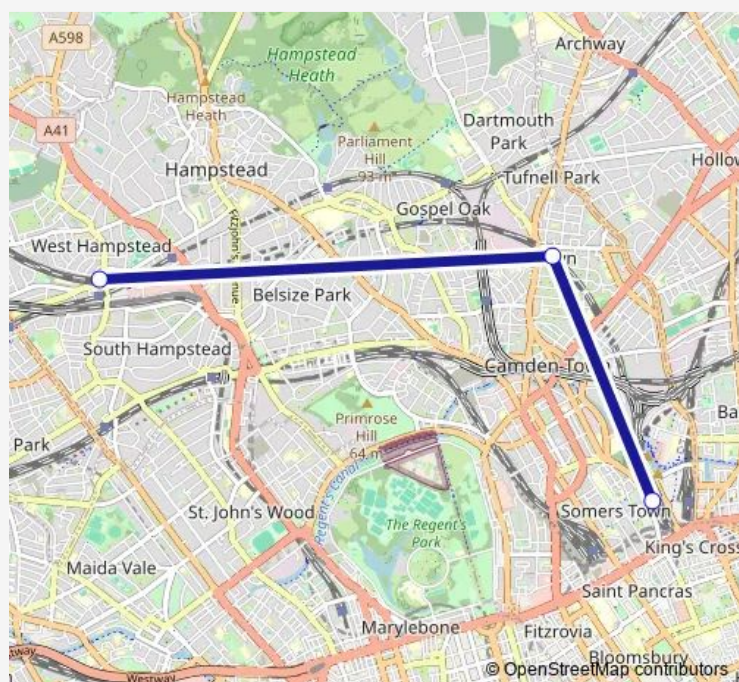 A598
Archway
Hampstead
Heath
Hampstead
Heath
A41
Dartmouth
Park
Parliament
Hill
93 m
Hampstead
Tufnell Park
Gospel Oak
West Hampstead
Belsize Park
South Hampstead
Camden
Primrose
Hill
64 m
Park
Regent's Canal
St. John's Wood
The Regent's
Park
Somers Town
King's Cross
Maida Vale
Saint Pancras
Marylebone
Fitzrovia
Bloomsbury
Westway
© OpenStreetMap contributors